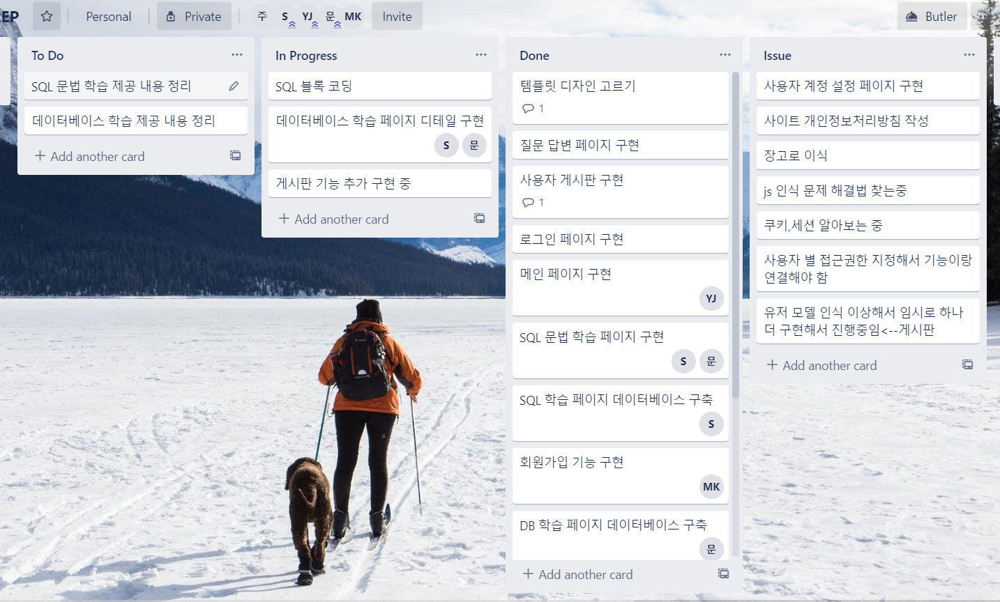 EP
Personal
Private
주
S
YJ
문
MK
Invite
Butler
To Do
SQL 문법 학습 제공 내용 정리
데이터베이스 학습 제공 내용 정리
Add another card
In Progress
SQL 블록 코딩
데이터베이스 학습 페이지 디테일 구현
S
문
게시판 기능 추가 구현 중
Add another card
Done
템플릿 디자인 고르기
1
질문 답변 페이지 구현
사용자 게시판 구현
1
로그인 페이지 구현
메인 페이지 구현
YJ
SQL 문법 학습 페이지 구현
S
문
SQL 학습 페이지 데이터베이스 구축
S
회원가입 기능 구현
MK
DB 학습 페이지 데이터베이스 구축
문
Add another card
Issue
사용자 계정 설정 페이지 구현
사이트 개인정보처리방침 작성
장고로 이식
js 인식 문제 해결법 찾는중
쿠키,세션 알아보는 중
사용자 별 접근권한 지정해서 기능이랑
연결해야 함
유저 모델 인식 이상해서 임시로 하나
더 구현해서 진행중임<--게시판
Add another card